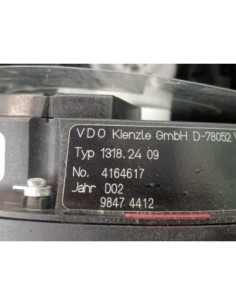 VDO Kienzle GmbH D-78052 V
Typ 1318.24 09
No. 4164617
Jahr D02
9847 4412